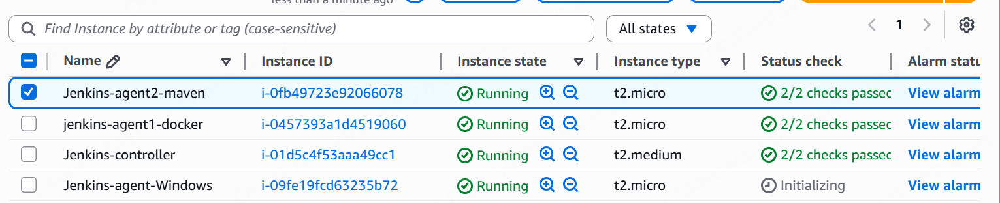 less than a minute ago
Find Instance by attribute or tag (case-sensitive)
All states
1
Name Instance ID Instance state Instance type Status check Alarm statu
Jenkins-agent2-maven i-0fb49723e92066078 Running t2.micro 2/2 checks passec View alarm
jenkins-agent1-docker i-0457393a1d4519060 Running t2.micro 2/2 checks passec View alarm
Jenkins-controller i-01d5c4f53aaa49cc1 Running t2.medium 2/2 checks passec View alarm
Jenkins-agent-Windows i-09fe19fcd63235b72 Running t2.micro Initializing View alarm